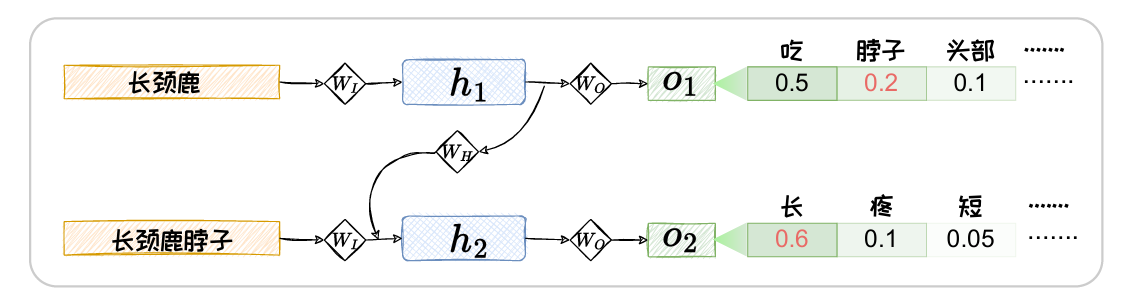 吃 脖子 头部 .......
长颈鹿 W_I h_1 W_O o_1 0.5 0.2 0.1 .......
W_H
长 疼 短 .......
长颈鹿脖子 W_I h_2 W_O o_2 0.6 0.1 0.05 .......